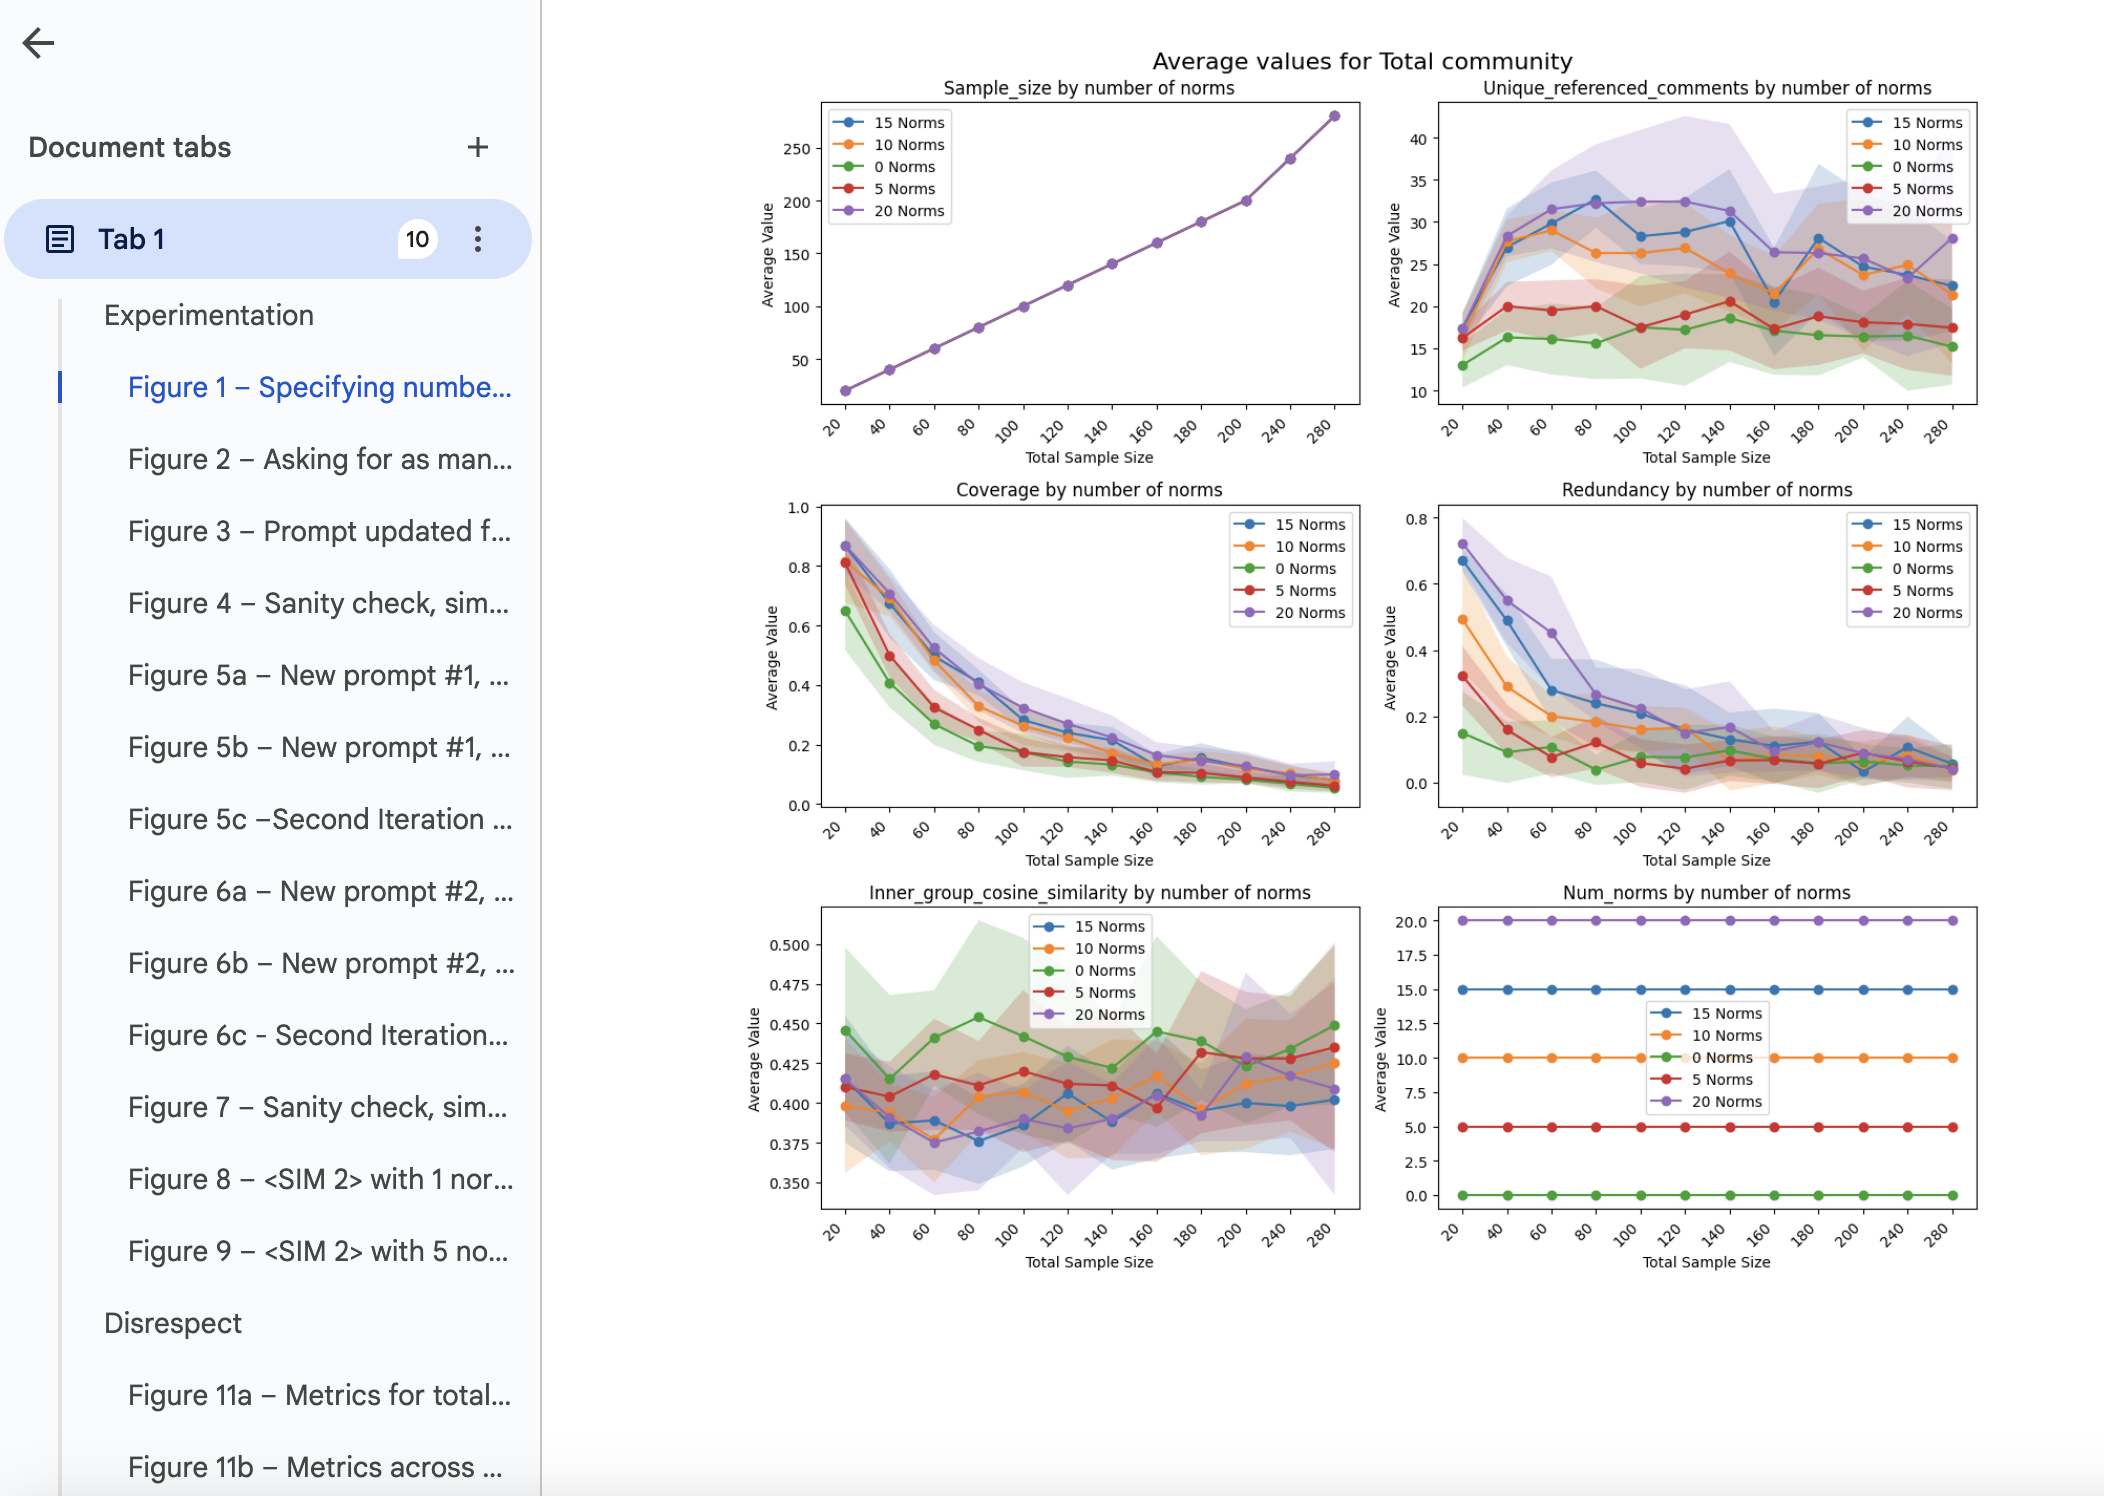 Document tabs
+
Tab 1
10
Experimentation
Figure 1 – Specifying numbe...
Figure 2 – Asking for as man...
Figure 3 – Prompt updated f...
Figure 4 – Sanity check, sim...
Figure 5a – New prompt #1, ...
Figure 5b – New prompt #1, ...
Figure 5c –Second Iteration ...
Figure 6a – New prompt #2, ...
Figure 6b – New prompt #2, ...
Figure 6c - Second Iteration...
Figure 7 – Sanity check, sim...
Figure 8 – <SIM 2> with 1 nor...
Figure 9 – <SIM 2> with 5 no...
Disrespect
Figure 11a – Metrics for total...
Figure 11b – Metrics across ...
Average values for Total community
Sample_size by number of norms
15 Norms
10 Norms
0 Norms
5 Norms
20 Norms
Average Value
250
200
150
100
50
20 40 60 80 100 120 140 160 180 200 240 280
Total Sample Size
Unique_referenced_comments by number of norms
15 Norms
10 Norms
0 Norms
5 Norms
20 Norms
Average Value
40
35
30
25
20
15
10
20 40 60 80 100 120 140 160 180 200 240 280
Total Sample Size
Coverage by number of norms
15 Norms
10 Norms
0 Norms
5 Norms
20 Norms
Average Value
1.0
0.8
0.6
0.4
0.2
0.0
20 40 60 80 100 120 140 160 180 200 240 280
Total Sample Size
Redundancy by number of norms
15 Norms
10 Norms
0 Norms
5 Norms
20 Norms
Average Value
0.8
0.6
0.4
0.2
0.0
20 40 60 80 100 120 140 160 180 200 240 280
Total Sample Size
Inner_group_cosine_similarity by number of norms
15 Norms
10 Norms
0 Norms
5 Norms
20 Norms
Average Value
0.500
0.475
0.450
0.425
0.400
0.375
0.350
20 40 60 80 100 120 140 160 180 200 240 280
Total Sample Size
Num_norms by number of norms
15 Norms
10 Norms
0 Norms
5 Norms
20 Norms
Average Value
20.0
17.5
15.0
12.5
10.0
7.5
5.0
2.5
0.0
20 40 60 80 100 120 140 160 180 200 240 280
Total Sample Size